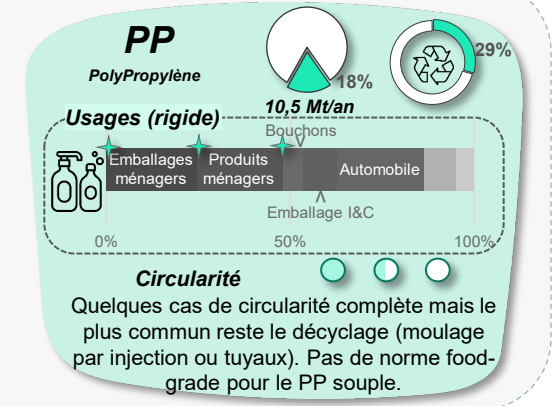 PP
PolyPropylène
18%
29%
10,5 Mt/an
Usages (rigide)
Bouchons
Emballages
ménagers
Produits
ménagers
Automobile
Emballage I&C
0%
50%
100%
Circularité
Quelques cas de circularité complète mais le
plus commun reste le décyclage (moulage
par injection ou tuyaux). Pas de norme food-
grade pour le PP souple.